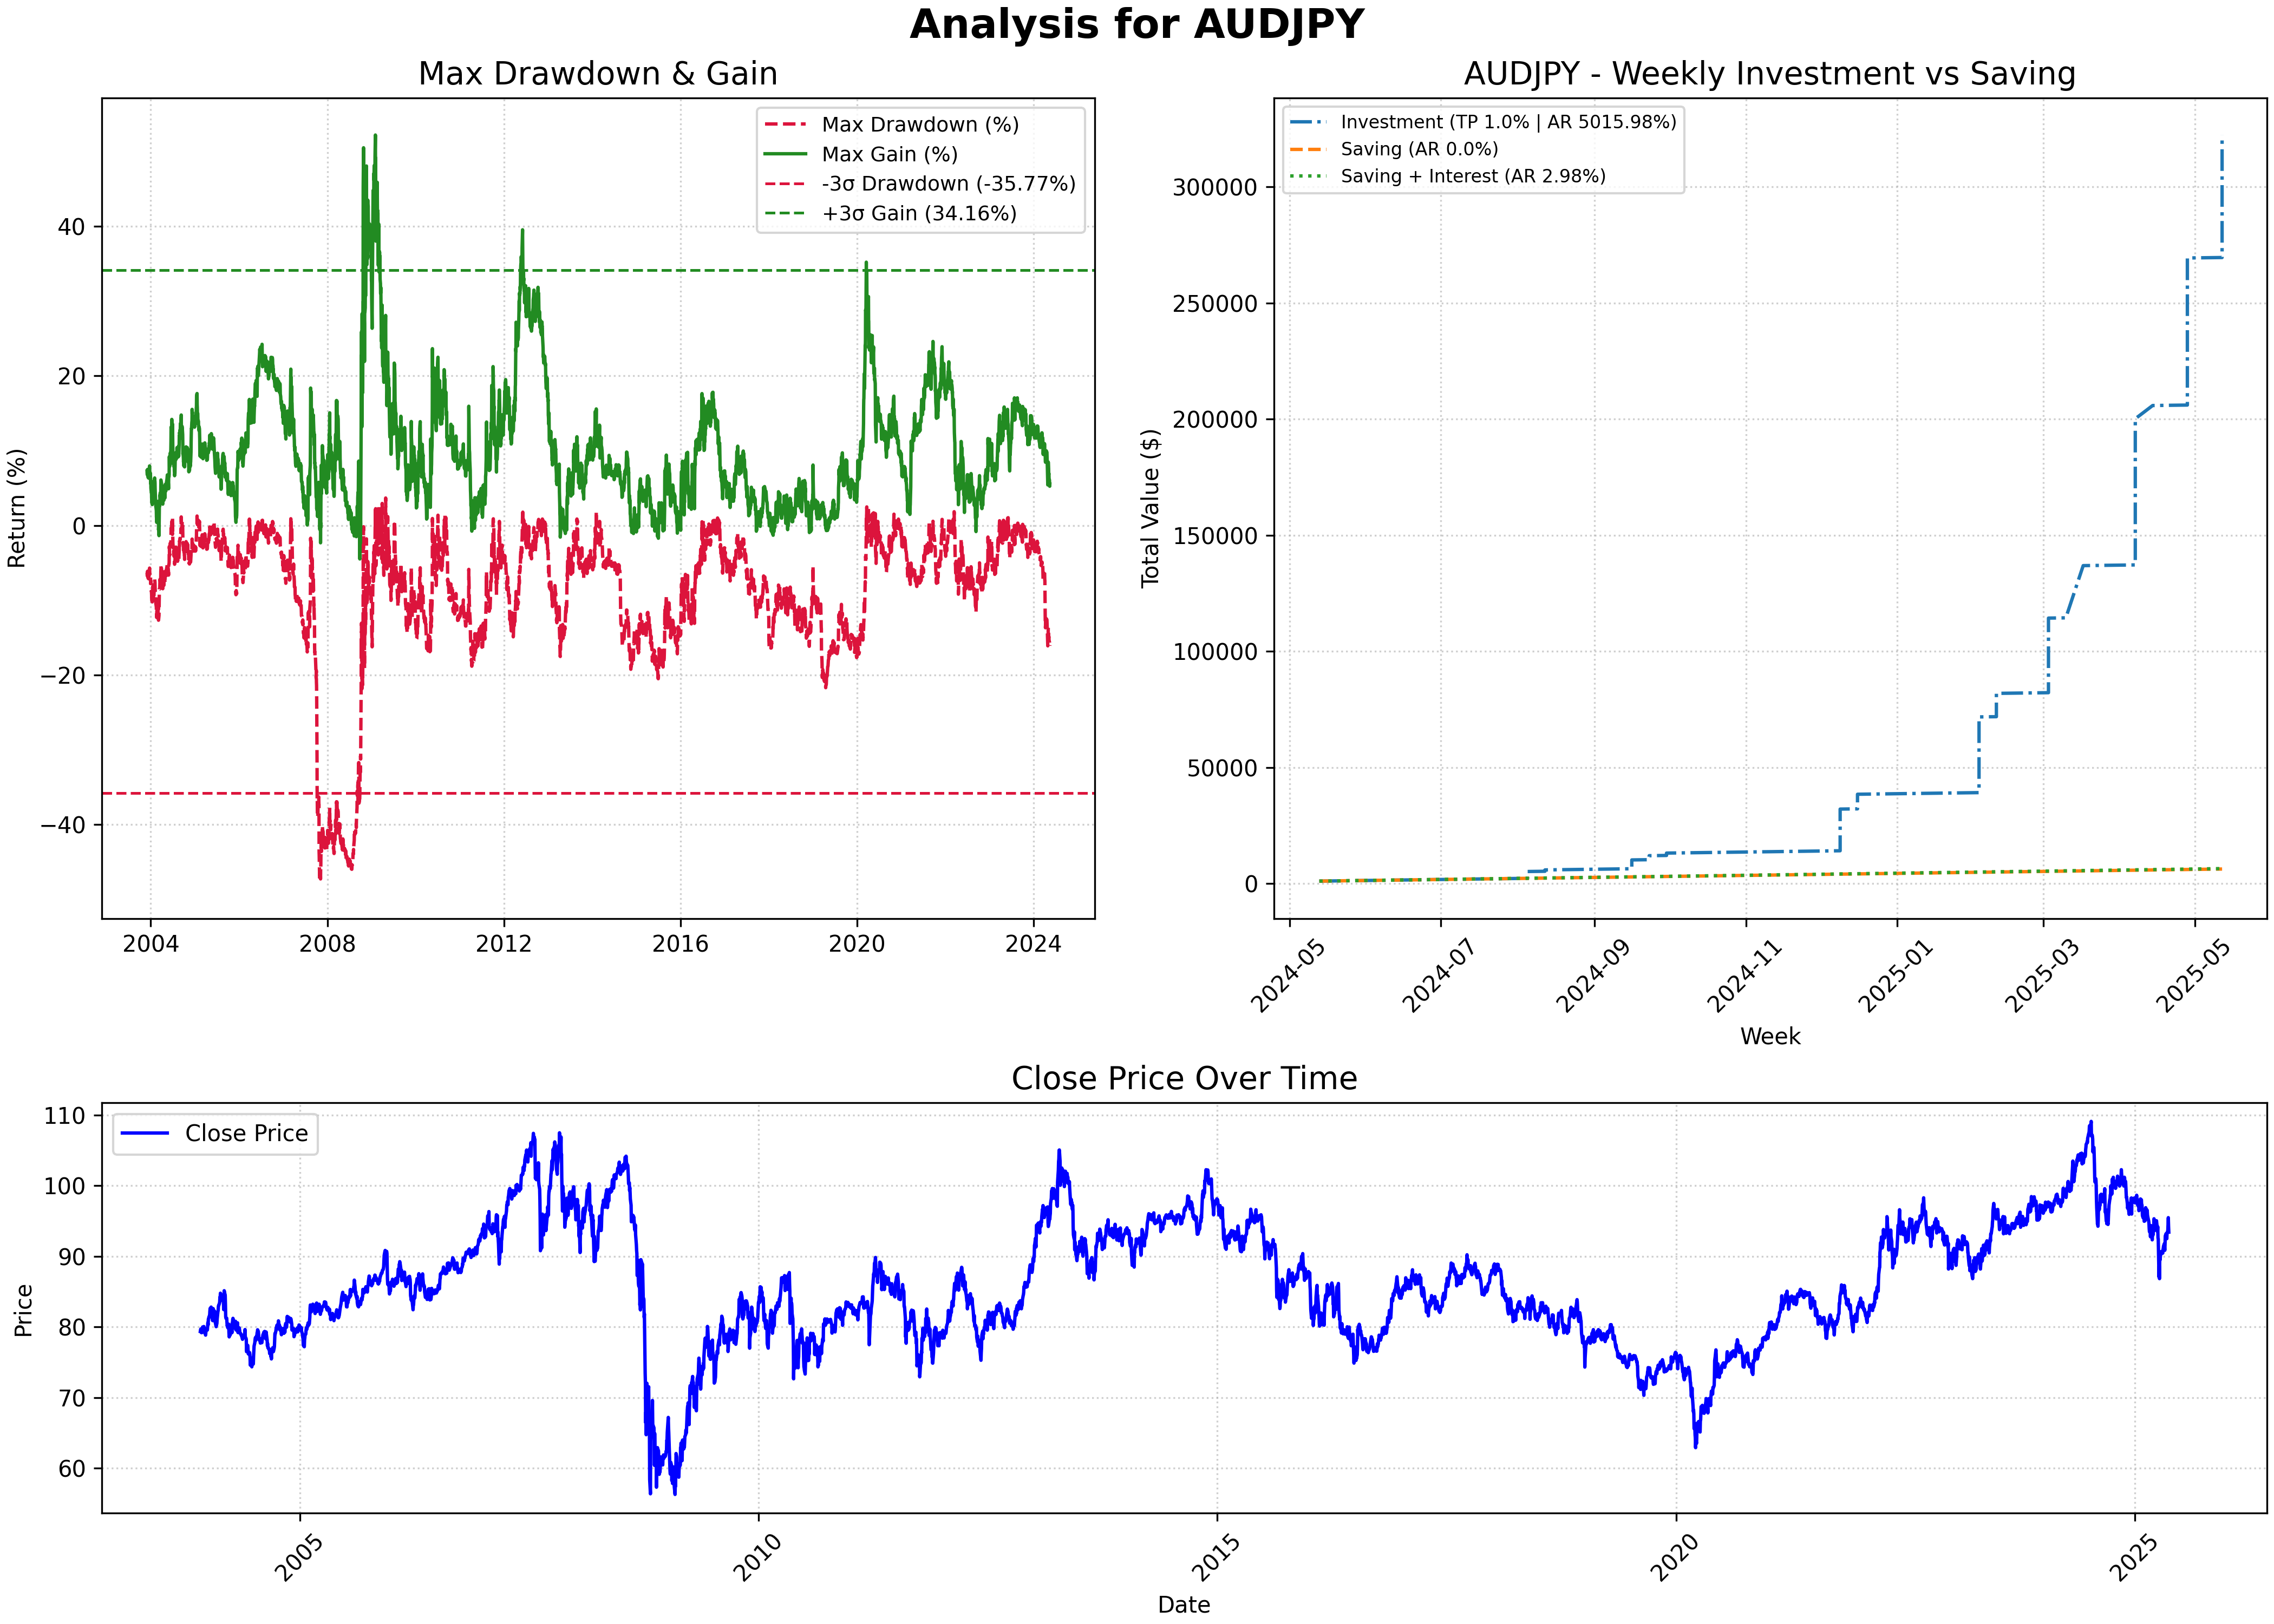 Analysis for AUDJPY
Max Drawdown & Gain
Max Drawdown (%)
Max Gain (%)
-3σ Drawdown (-35.77%)
+3σ Gain (34.16%)
Return (%)
40
20
0
−20
−40
2004
2008
2012
2016
2020
2024
AUDJPY - Weekly Investment vs Saving
Investment (TP 1.0% | AR 5015.98%)
Saving (AR 0.0%)
Saving + Interest (AR 2.98%)
Total Value ($)
300000
250000
200000
150000
100000
50000
0
2024-05
2024-07
2024-09
2024-11
2025-01
2025-03
2025-05
Week
Close Price Over Time
Close Price
Price
110
100
90
80
70
60
2005
2010
2015
2020
2025
Date